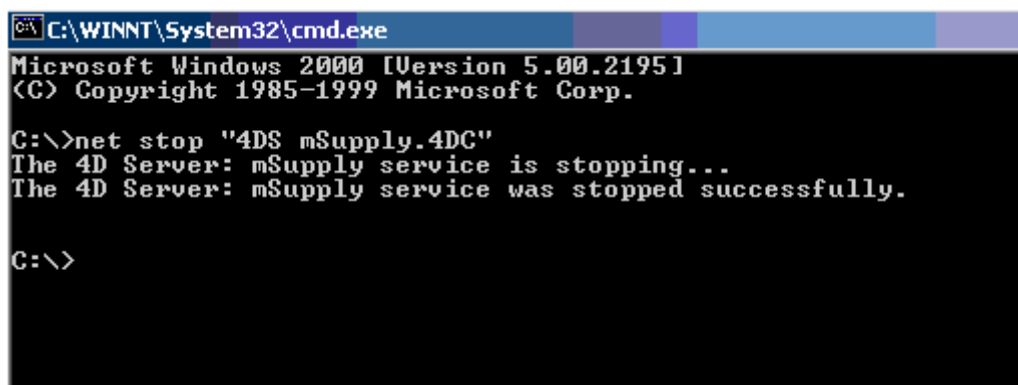 C:\WINNT\System32\cmd.exe
Microsoft Windows 2000 [Version 5.00.2195]
(C) Copyright 1985-1999 Microsoft Corp.
C:\>net stop "4DS mSupply.4DC"
The 4D Server: mSupply service is stopping...
The 4D Server: mSupply service was stopped successfully.
C:\>